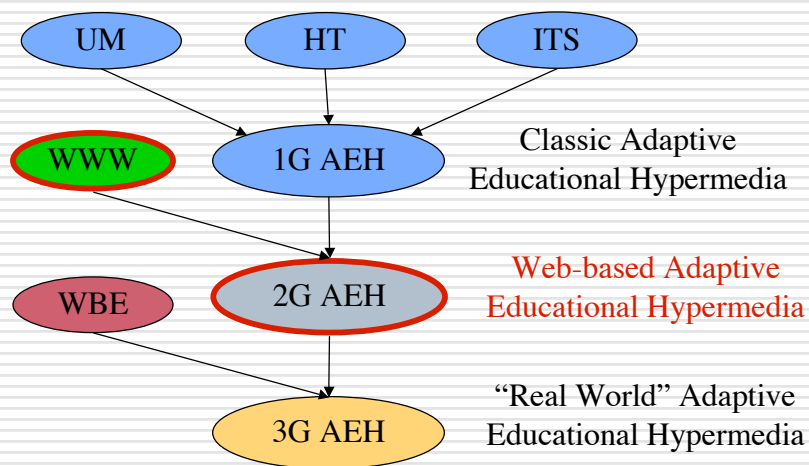 UM
HT
ITS
WWW
1G AEH
Classic Adaptive
Educational Hypermedia
WBE
2G AEH
Web-based Adaptive
Educational Hypermedia
3G AEH
“Real World” Adaptive
Educational Hypermedia